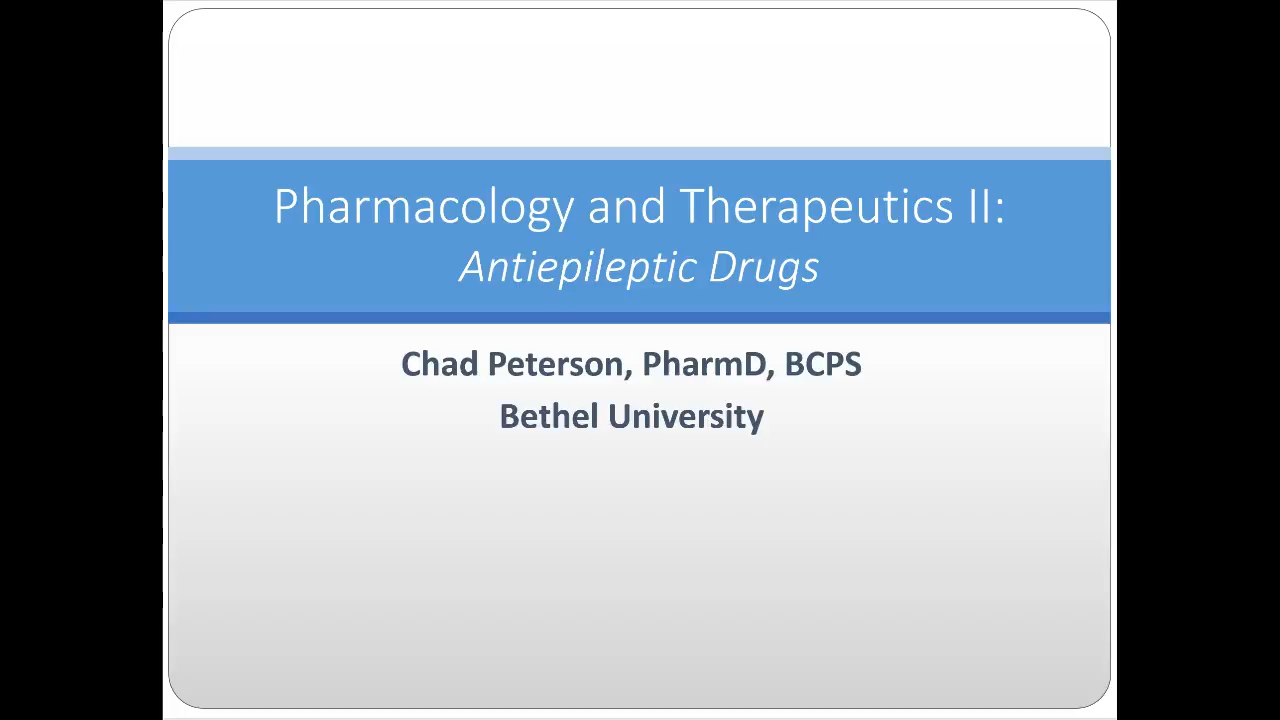 Pharmacology and Therapeutics II:
Antiepileptic Drugs
Chad Peterson, PharmD, BCPS
Bethel University